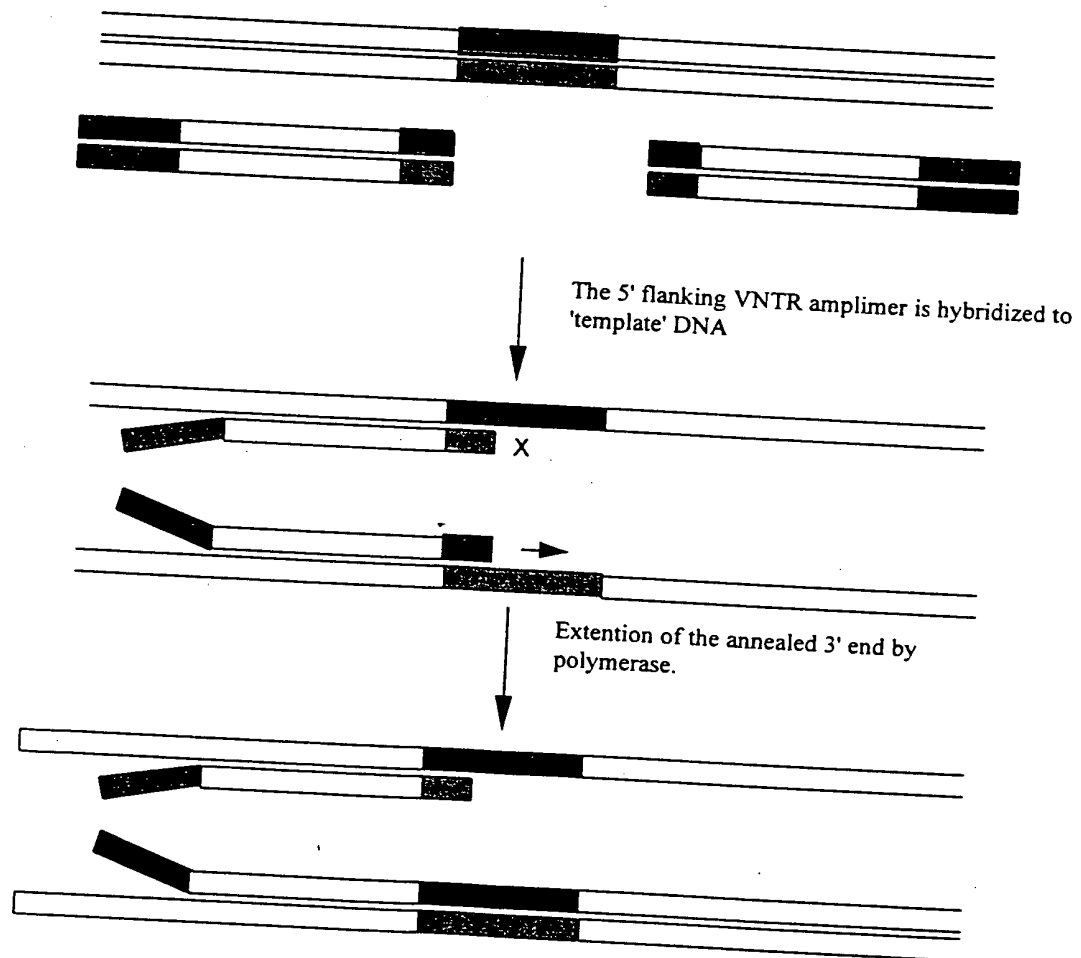 The 5' flanking VNTR amplimer is hybridized to
'template' DNA
X
Extention of the annealed 3' end by
polymerase.